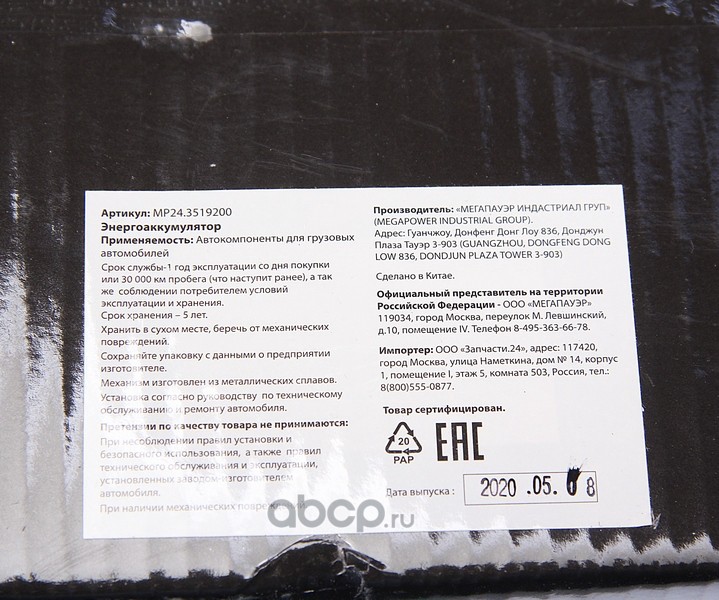 Артикул: MP24.3519200
Энергоаккумулятор
Применяемость: Автокомпоненты для грузовых
автомобилей
Срок службы-1 год эксплуатации со дня покупки
или 30 000 км пробега (что наступит ранее), а так
же соблюдении потребителем условий
эксплуатации и хранения.
Срок хранения – 5 лет.
Хранить в сухом месте, беречь от механических
повреждений.
Сохраняйте упаковку с данными о предприятии
изготовителе.
Механизм изготовлен из металлических сплавов.
Установка согласно руководству по техническому
обслуживанию и ремонту автомобиля.
Претензии по качеству товара не принимаются:
При несоблюдении правил установки и
безопасного использования, а также правил
технического обслуживания и эксплуатации,
установленных заводом-изготовителем
автомобиля.
При наличии механических повреждений
Производитель: «МЕГАПАУЭР ИНДАСТРИАЛ ГРУП»
(MEGAPOWER INDUSTRIAL GROUP).
Адрес: Гуанчжоу, Донфенг Донг Лоу 836, Донджун
Плаза Тауэр 3-903 (GUANGZHOU, DONGFENG DONG
LOW 836, DONDJUN PLAZA TOWER 3-903)
Сделано в Китае.
Официальный представитель на территории
Российской Федерации - ООО «МЕГАПАУЭР»
119034, город Москва, переулок М. Левшинский,
д.10, помещение IV. Телефон 8-495-363-66-78.
Импортер: ООО «Запчасти.24», адрес: 117420,
город Москва, улица Наметкина, дом № 14, корпус
1, помещение I, этаж 5, комната 503, Россия, тел.:
8(800)555-0877.
Товар сертифицирован.
20
PAP
EAC
Дата выпуска :
2020 .05. 08
abcp.ru